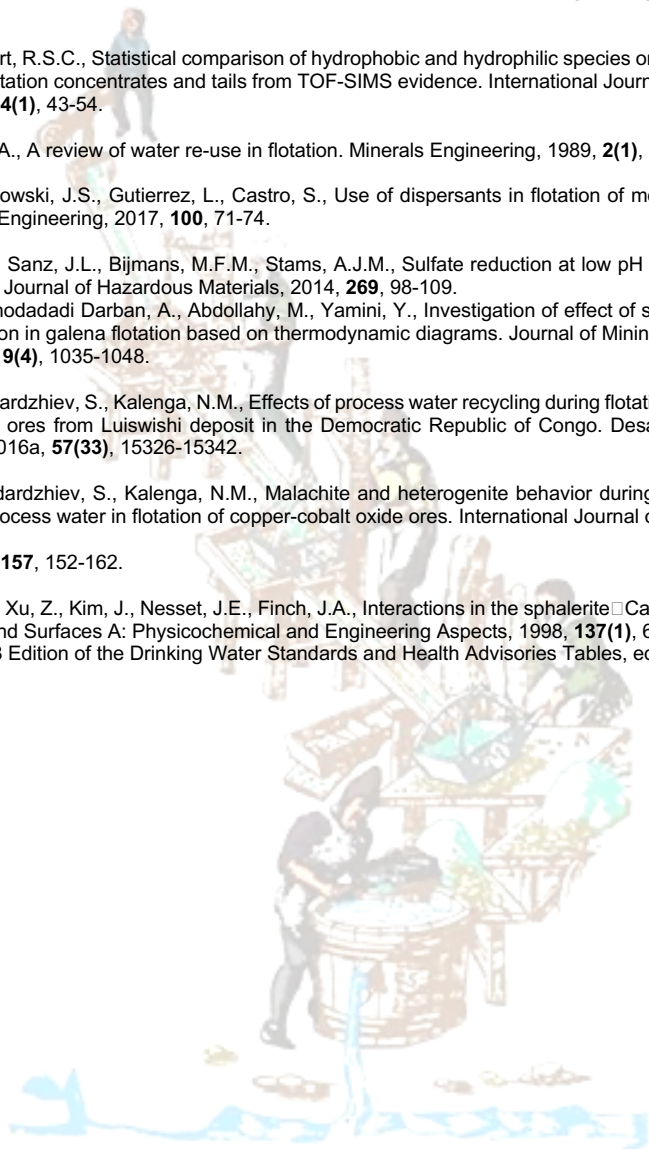 rt, R.S.C., Statistical comparison of hydrophobic and hydrophilic species o
tation concentrates and tails from TOF-SIMS evidence. International Journ
4(1), 43-54.
A., A review of water re-use in flotation. Minerals Engineering, 1989, 2(1),
owski, J.S., Gutierrez, L., Castro, S., Use of dispersants in flotation of m
Engineering, 2017, 100, 71-74.
Sanz, J.L., Bijmans, M.F.M., Stams, A.J.M., Sulfate reduction at low pH
Journal of Hazardous Materials, 2014, 269, 98-109.
hodadadi Darban, A., Abdollahy, M., Yamini, Y., Investigation of effect of s
on in galena flotation based on thermodynamic diagrams. Journal of Minin
9(4), 1035-1048.
ardzhiev, S., Kalenga, N.M., Effects of process water recycling during flotati
ores from Luiswishi deposit in the Democratic Republic of Congo. Desa
016a, 57(33), 15326-15342.
dardzhiev, S., Kalenga, N.M., Malachite and heterogenite behavior during
ocess water in flotation of copper-cobalt oxide ores. International Journal o
157, 152-162.
Xu, Z., Kim, J., Nesset, J.E., Finch, J.A., Interactions in the sphalerite□Ca
nd Surfaces A: Physicochemical and Engineering Aspects, 1998, 137(1), 6
Edition of the Drinking Water Standards and Health Advisories Tables, e